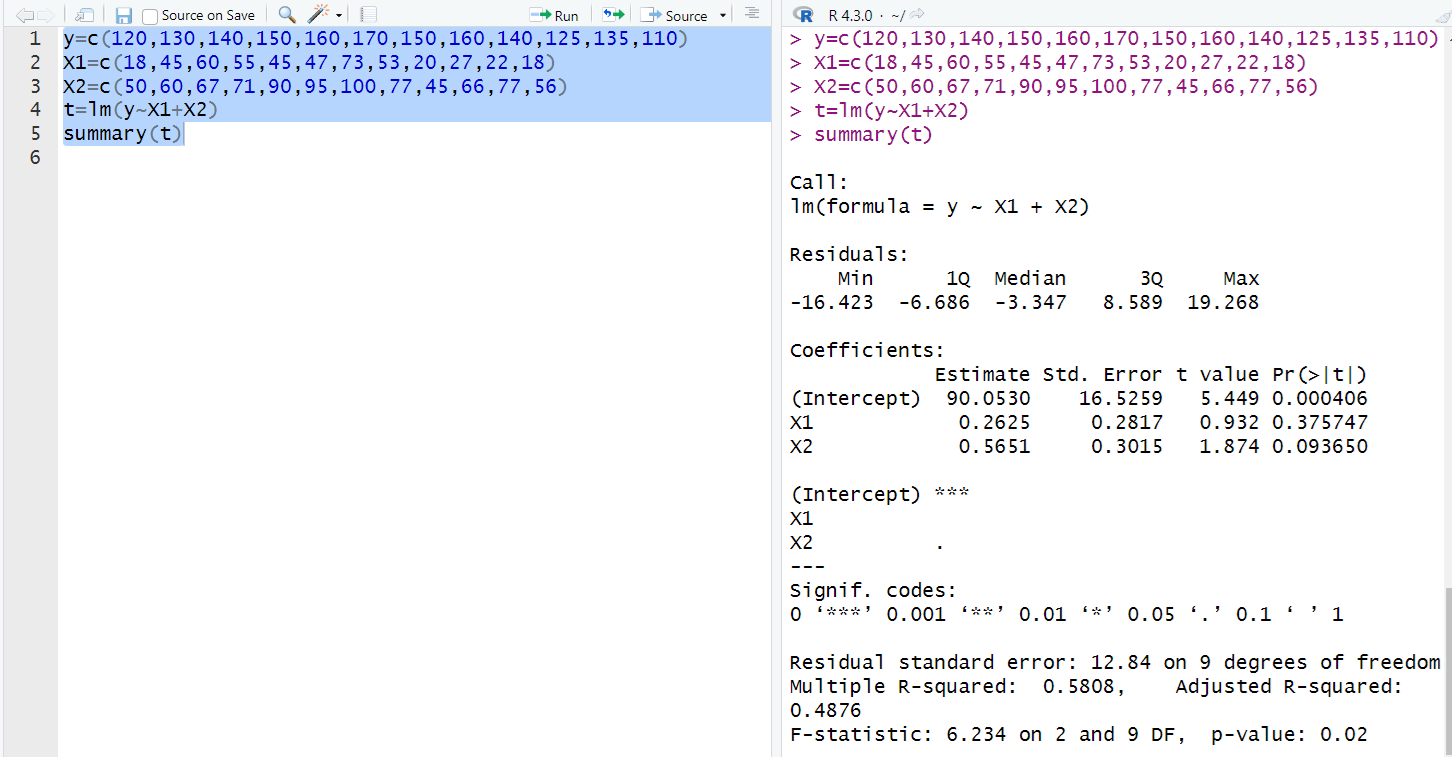 Source on Save Run Source
1 y=c(120,130,140,150,160,170,150,160,140,125,135,110)
2 X1=c(18,45,60,55,45,47,73,53,20,27,22,18)
3 X2=c(50,60,67,71,90,95,100,77,45,66,77,56)
4 t=lm(y~X1+X2)
5 summary(t)
6
R R 4.3.0 · ~/
> y=c(120,130,140,150,160,170,150,160,140,125,135,110)
> X1=c(18,45,60,55,45,47,73,53,20,27,22,18)
> X2=c(50,60,67,71,90,95,100,77,45,66,77,56)
> t=lm(y~X1+X2)
> summary(t)
Call:
lm(formula = y ~ X1 + X2)
Residuals:
    Min      1Q  Median      3Q     Max
-16.423  -6.686  -3.347   8.589  19.268
Coefficients:
            Estimate Std. Error t value Pr(>|t|)
(Intercept)  90.0530    16.5259   5.449 0.000406
X1            0.2625     0.2817   0.932 0.375747
X2            0.5651     0.3015   1.874 0.093650
(Intercept) ***
X1
X2          .
---
Signif. codes:
0 ‘***’ 0.001 ‘**’ 0.01 ‘*’ 0.05 ‘.’ 0.1 ‘ ’ 1
Residual standard error: 12.84 on 9 degrees of freedom
Multiple R-squared:  0.5808,    Adjusted R-squared:
0.4876
F-statistic: 6.234 on 2 and 9 DF,  p-value: 0.02